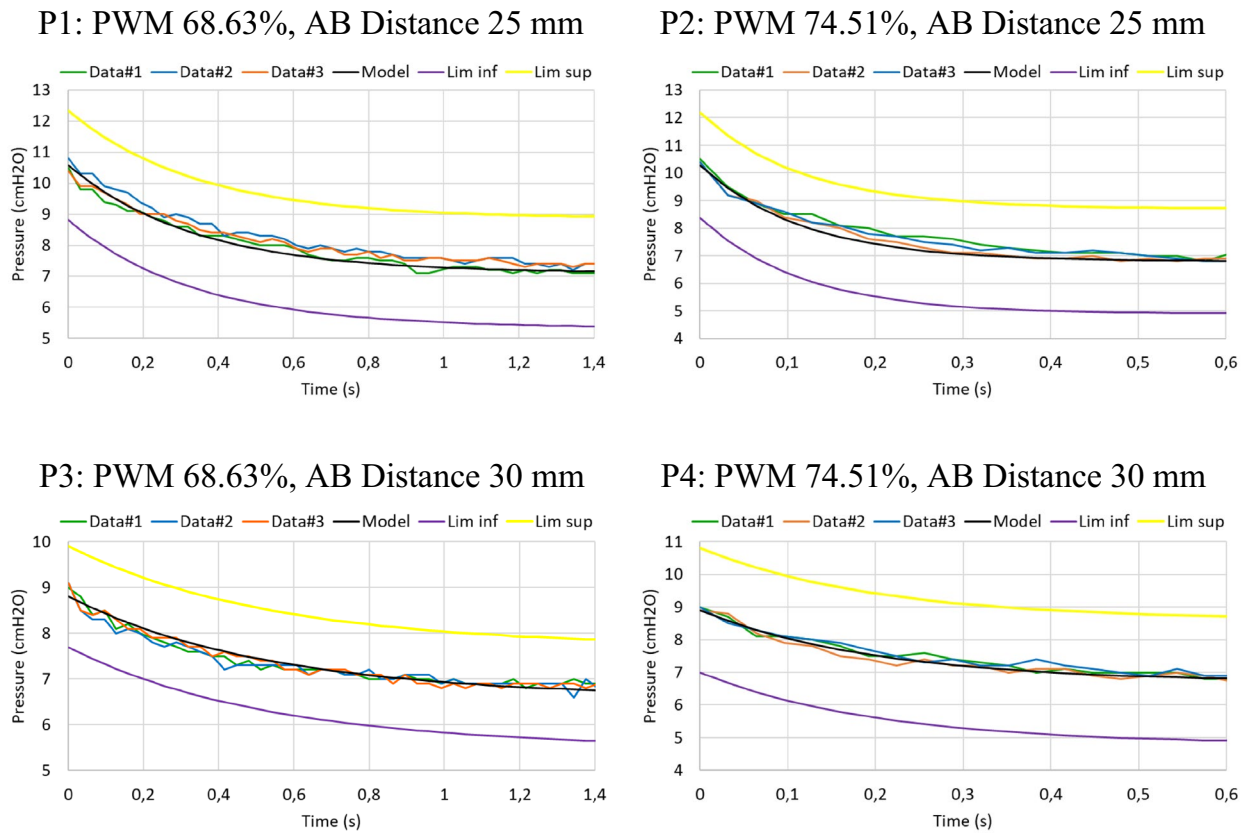 P1: PWM 68.63%, AB Distance 25 mm
Data#1 Data#2 Data#3 Model Lim inf Lim sup
13
12
11
10
9
8
7
6
5
Pressure (cmH2O)
0 0,2 0,4 0,6 0,8 1 1,2 1,4
Time (s)
P2: PWM 74.51%, AB Distance 25 mm
Data#1 Data#2 Data#3 Model Lim inf Lim sup
13
12
11
10
9
8
7
6
5
4
Pressure (cmH2O)
0 0,1 0,2 0,3 0,4 0,5 0,6
Time (s)
P3: PWM 68.63%, AB Distance 30 mm
Data#1 Data#2 Data#3 Model Lim inf Lim sup
10
9
8
7
6
5
Pressure (cmH2O)
0 0,2 0,4 0,6 0,8 1 1,2 1,4
Time (s)
P4: PWM 74.51%, AB Distance 30 mm
Data#1 Data#2 Data#3 Model Lim inf Lim sup
11
10
9
8
7
6
5
4
Pressure (cmH2O)
0 0,1 0,2 0,3 0,4 0,5 0,6
Time (s)